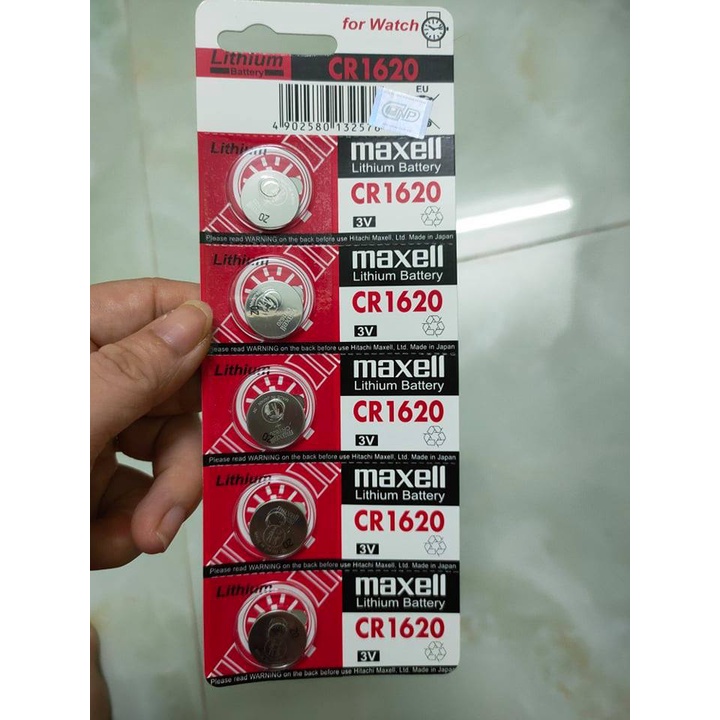 for Watch
Lithium
Battery
CR1620
EU
4 902580 13257
CNP
Lithium
maxell
Lithium Battery
CR1620
3V
20
Please read WARNING on the back before use Hitachi Maxell, Ltd. Made in Japan
Lithium
maxell
Lithium Battery
CR1620
3V
Please read WARNING on the back before use Hitachi Maxell, Ltd. Made in Japan
Lithium
maxell
Lithium Battery
CR1620
3V
Please read WARNING on the back before use Hitachi Maxell, Ltd. Made in Japan
Lithium
maxell
Lithium Battery
CR1620
3V
Please read WARNING on the back before use Hitachi Maxell, Ltd. Made in Japan
Lithium
maxell
Lithium Battery
CR1620
3V
Please read WARNING on the back before use Hitachi Maxell, Ltd. Made in Japan